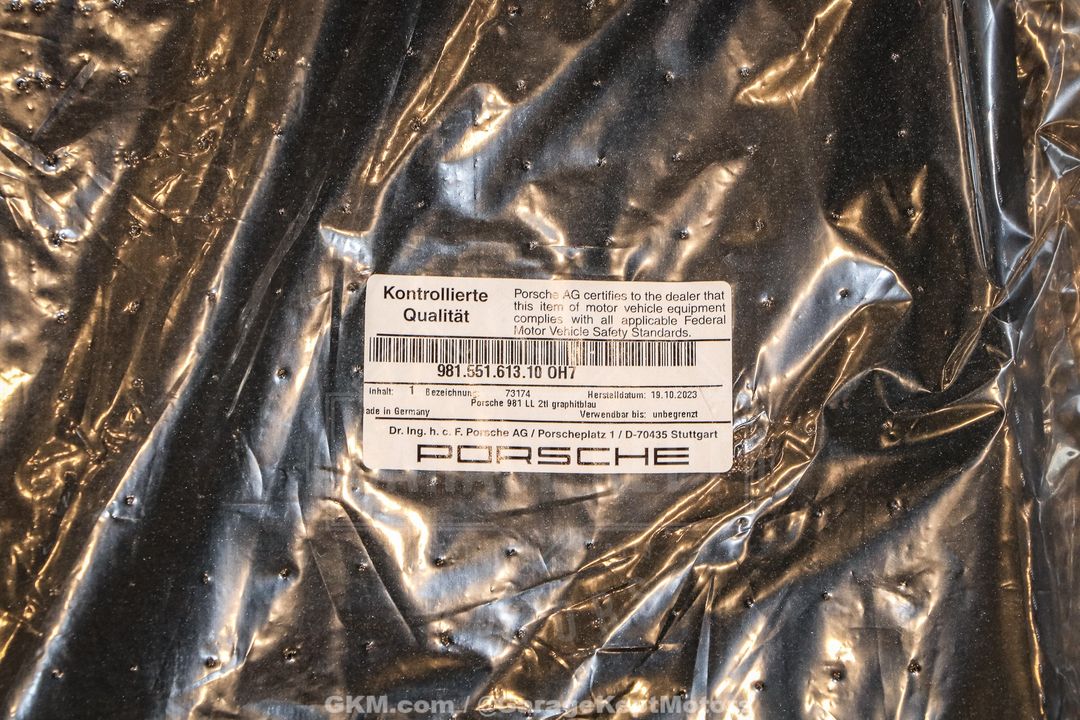 Kontrollierte
Qualität
Porsche AG certifies to the dealer that
this item of motor vehicle equipment
complies with all applicable Federal
Motor Vehicle Safety Standards.
981.551.613.10 OH7
Inhalt: 1 Bezeichnung: 73174 Herstelldatum: 19.10.2023
Porsche 981 LL 2tl graphitblau
ade in Germany Verwendbar bis: unbegrenzt
Dr. Ing. h. c. F. Porsche AG / Porscheplatz 1 / D-70435 Stuttgart
PORSCHE
GKM.com / @GarageKeptMotors